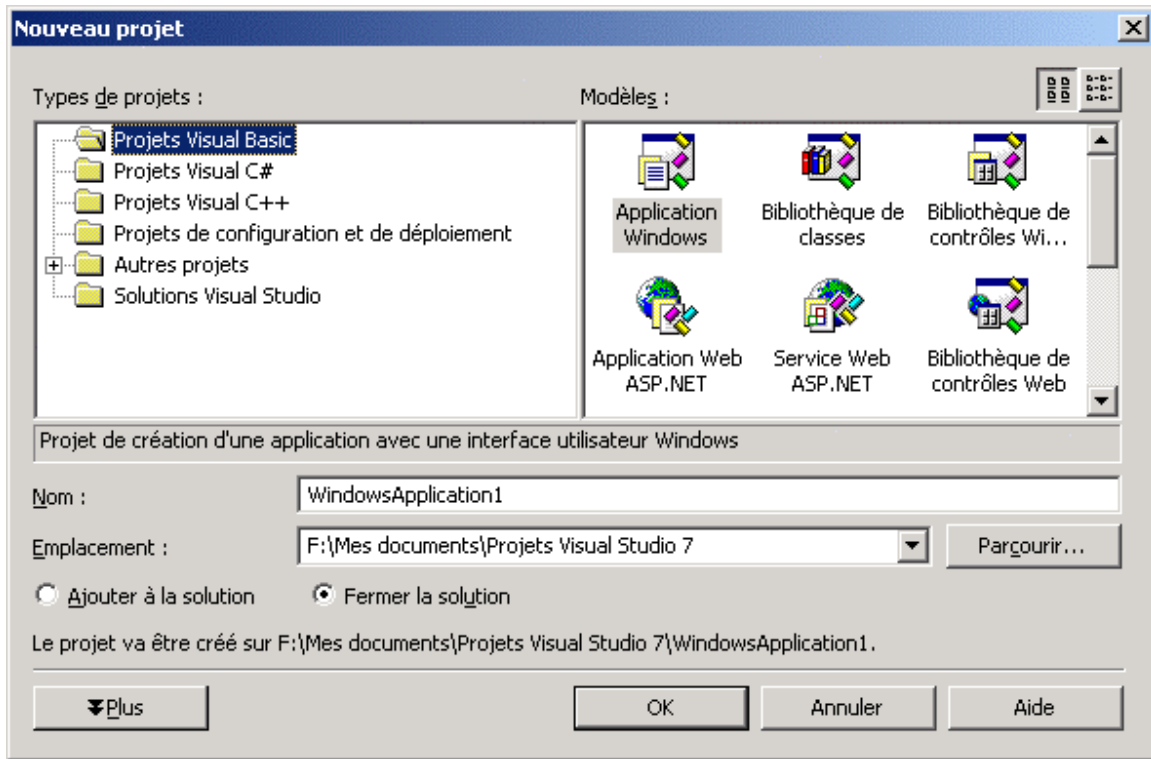 Nouveau projet
Types de projets :
Modèles :
Projets Visual Basic
Projets Visual C#
Projets Visual C++
Projets de configuration et de déploiement
Autres projets
Solutions Visual Studio
Application
Windows
Bibliothèque de
classes
Bibliothèque de
contrôles Wi...
Application Web
ASP.NET
Service Web
ASP.NET
Bibliothèque de
contrôles Web
Projet de création d'une application avec une interface utilisateur Windows
Nom :
WindowsApplication1
Emplacement :
F:\Mes documents\Projets Visual Studio 7
Parcourir...
Ajouter à la solution
Fermer la solution
Le projet va être créé sur F:\Mes documents\Projets Visual Studio 7\WindowsApplication1.
Plus
OK
Annuler
Aide